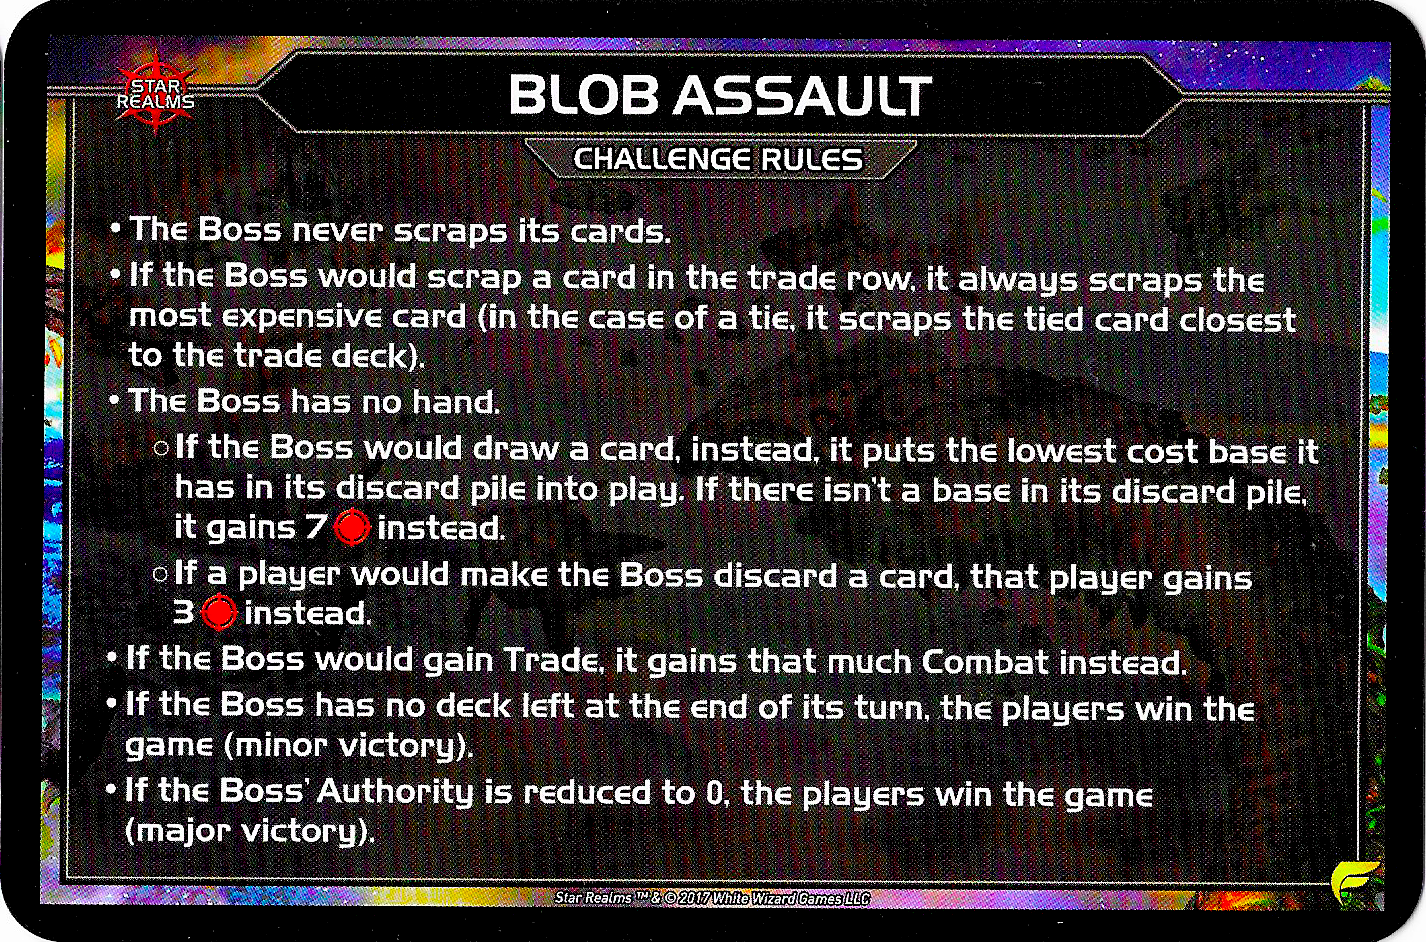 STAR
REALMS
BLOB ASSAULT
CHALLENGE RULES
• The Boss never scraps its cards.
• If the Boss would scrap a card in the trade row, it always scraps the
most expensive card (in the case of a tie, it scraps the tied card closest
to the trade deck).
• The Boss has no hand.
○ If the Boss would draw a card, instead, it puts the lowest cost base it
has in its discard pile into play. If there isn't a base in its discard pile,
it gains 7 instead.
○ If a player would make the Boss discard a card, that player gains
3 instead.
• If the Boss would gain Trade, it gains that much Combat instead.
• If the Boss has no deck left at the end of its turn, the players win the
game (minor victory).
• If the Boss' Authority is reduced to 0, the players win the game
(major victory).
Star Realms ™ & © 2017 White Wizard Games LLC